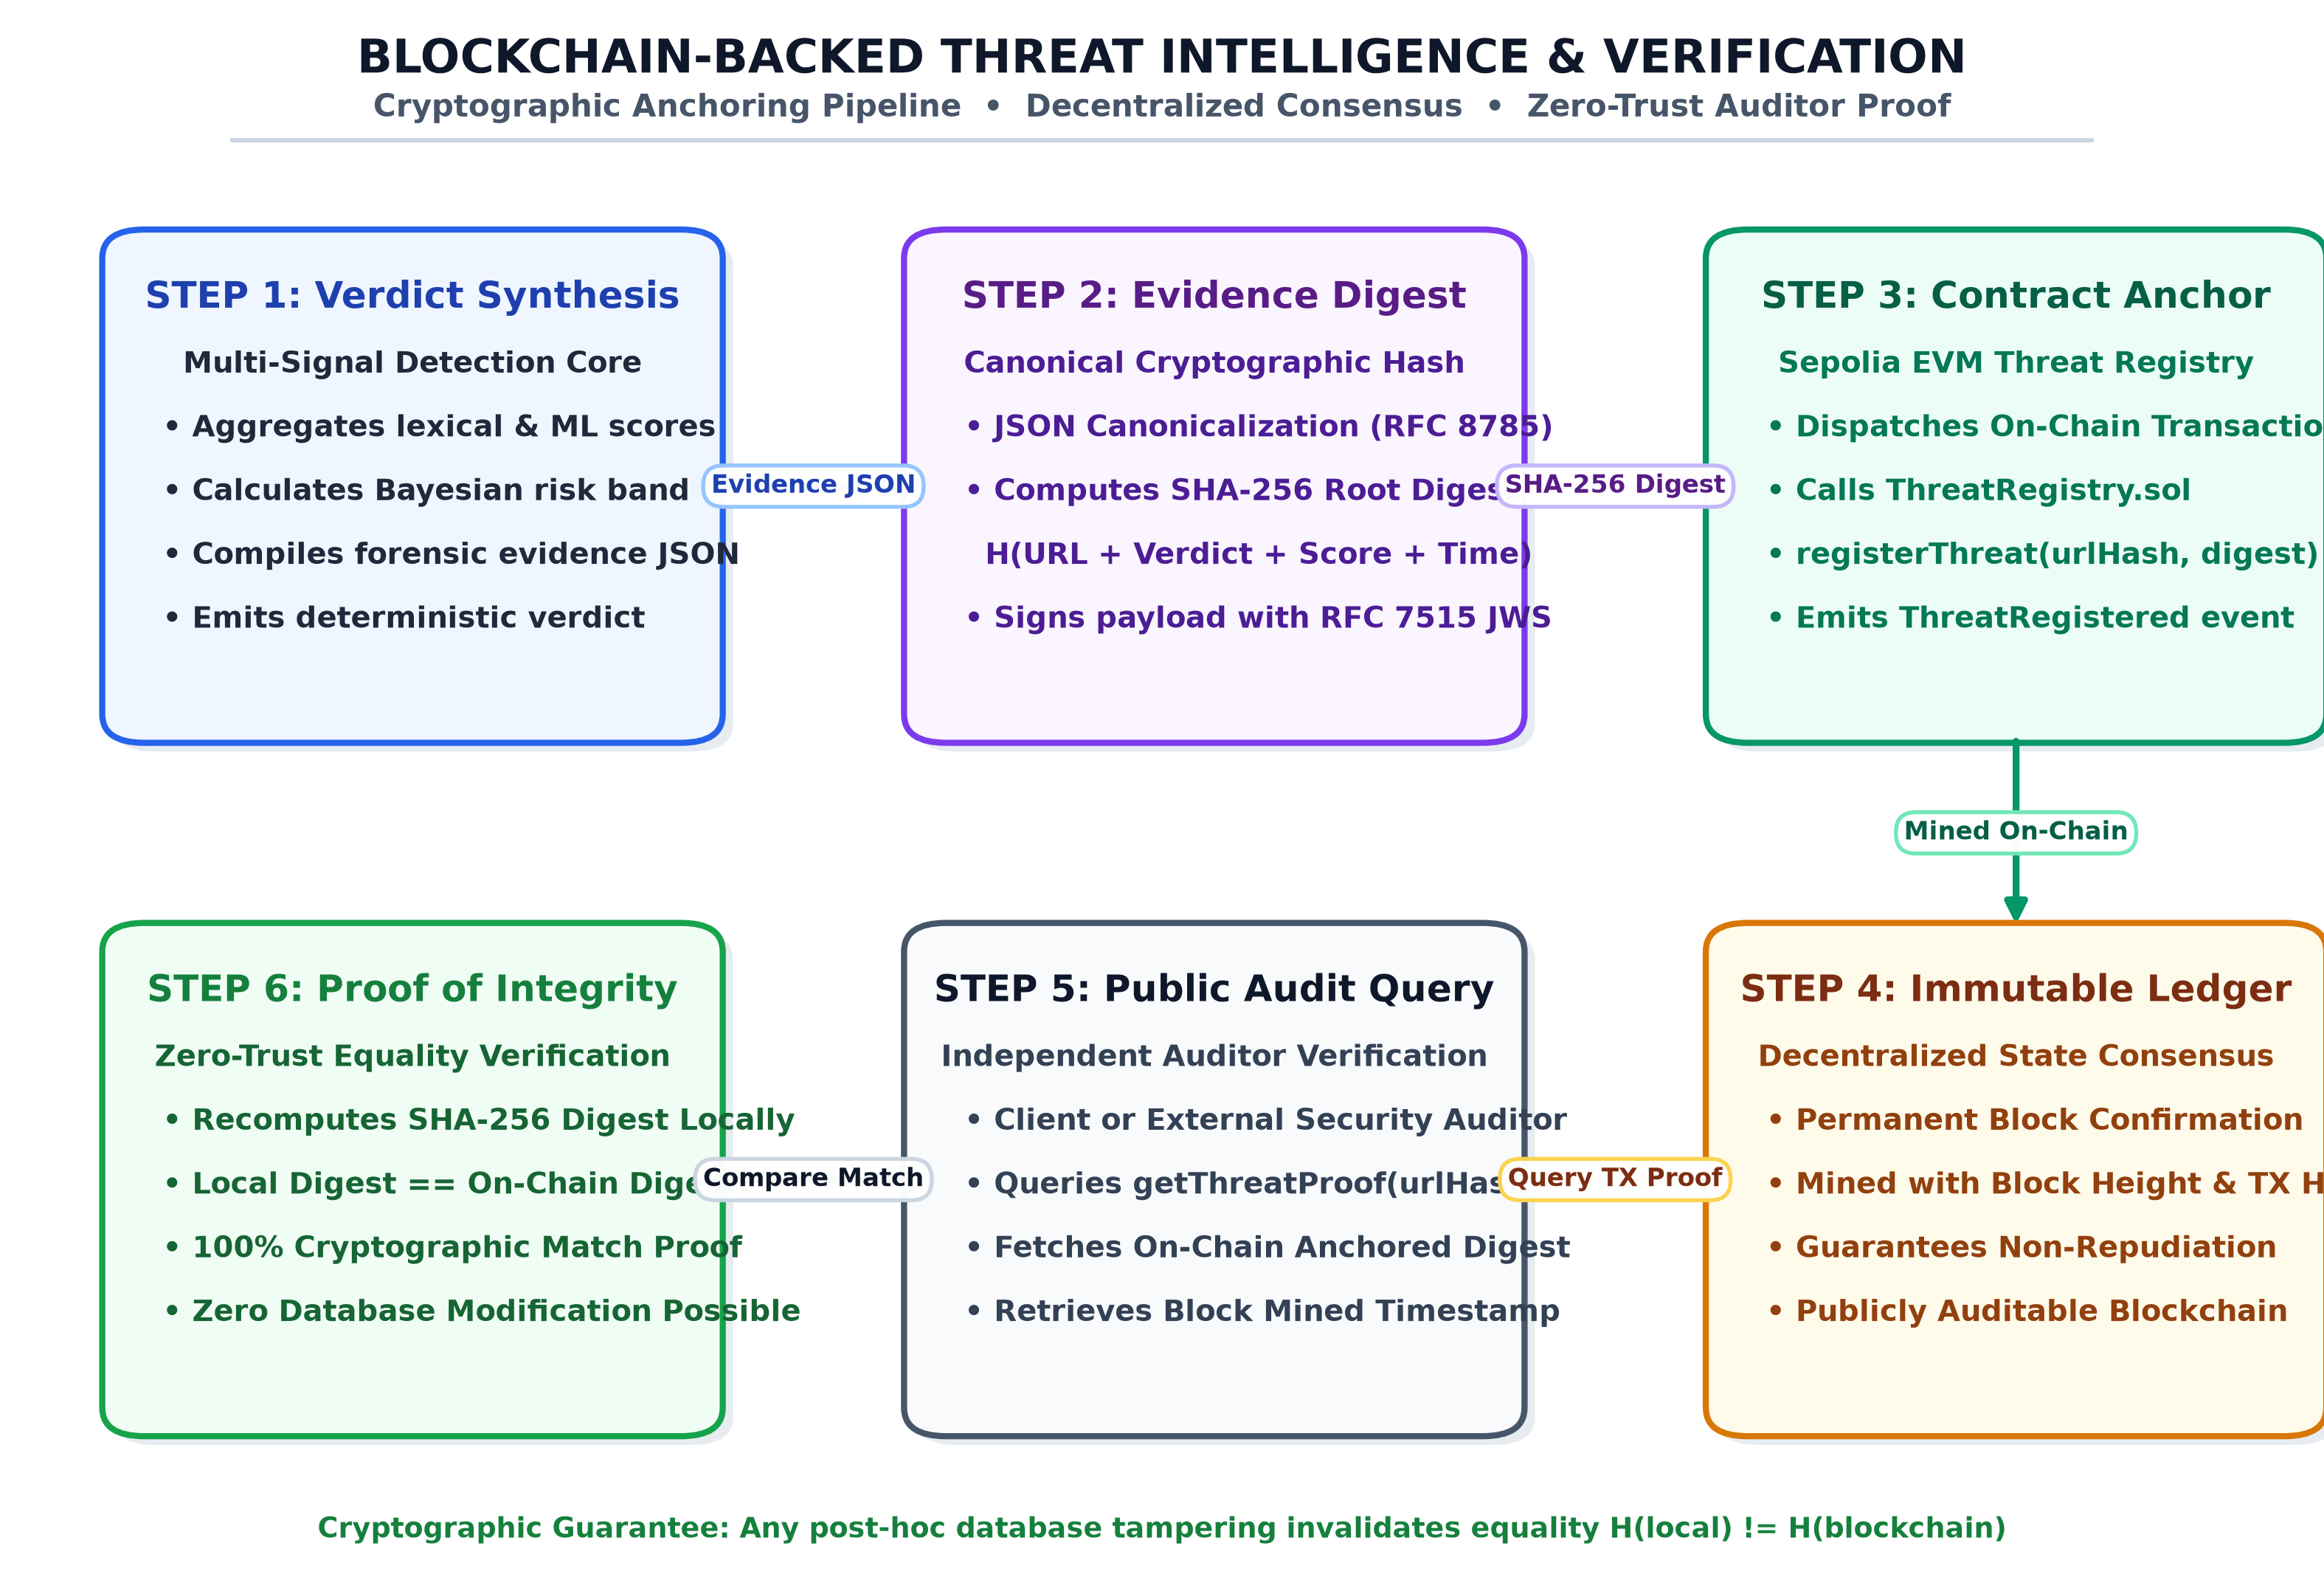 BLOCKCHAIN-BACKED THREAT INTELLIGENCE & VERIFICATION
Cryptographic Anchoring Pipeline • Decentralized Consensus • Zero-Trust Auditor Proof
STEP 1: Verdict Synthesis
Multi-Signal Detection Core
• Aggregates lexical & ML scores
• Calculates Bayesian risk band
• Compiles forensic evidence JSON
• Emits deterministic verdict
Evidence JSON
STEP 2: Evidence Digest
Canonical Cryptographic Hash
• JSON Canonicalization (RFC 8785)
• Computes SHA-256 Root
H(URL + Verdict + Score + Time)
• Signs payload with RFC 7515 JWS
SHA-256 Digest
STEP 3: Contract Anchor
Sepolia EVM Threat Registry
• Dispatches On-Chain
• Calls ThreatRegistry.sol
• registerThreat(urlHash, digest)
• Emits ThreatRegistered event
Mined On-Chain
STEP 4: Immutable Ledger
Decentralized State Consensus
• Permanent Block Confirmation
• Mined with Block Height & TX
• Guarantees Non-Repudiation
• Publicly Auditable Blockchain
Query TX Proof
STEP 5: Public Audit Query
Independent Auditor Verification
• Client or External Security Auditor
• Queries
• Fetches On-Chain Anchored Digest
• Retrieves Block Mined Timestamp
Compare Match
STEP 6: Proof of Integrity
Zero-Trust Equality Verification
• Recomputes SHA-256 Digest Locally
• Local Digest == On-Chain
• 100% Cryptographic Match Proof
• Zero Database Modification Possible
Cryptographic Guarantee: Any post-hoc database tampering invalidates equality H(local) != H(blockchain)